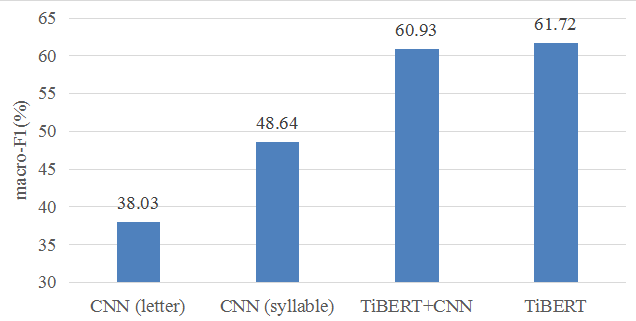 macro-F1(%)
65
60
55
50
45
40
35
30
38.03
48.64
60.93
61.72
CNN (letter)
CNN (syllable)
TiBERT+CNN
TiBERT